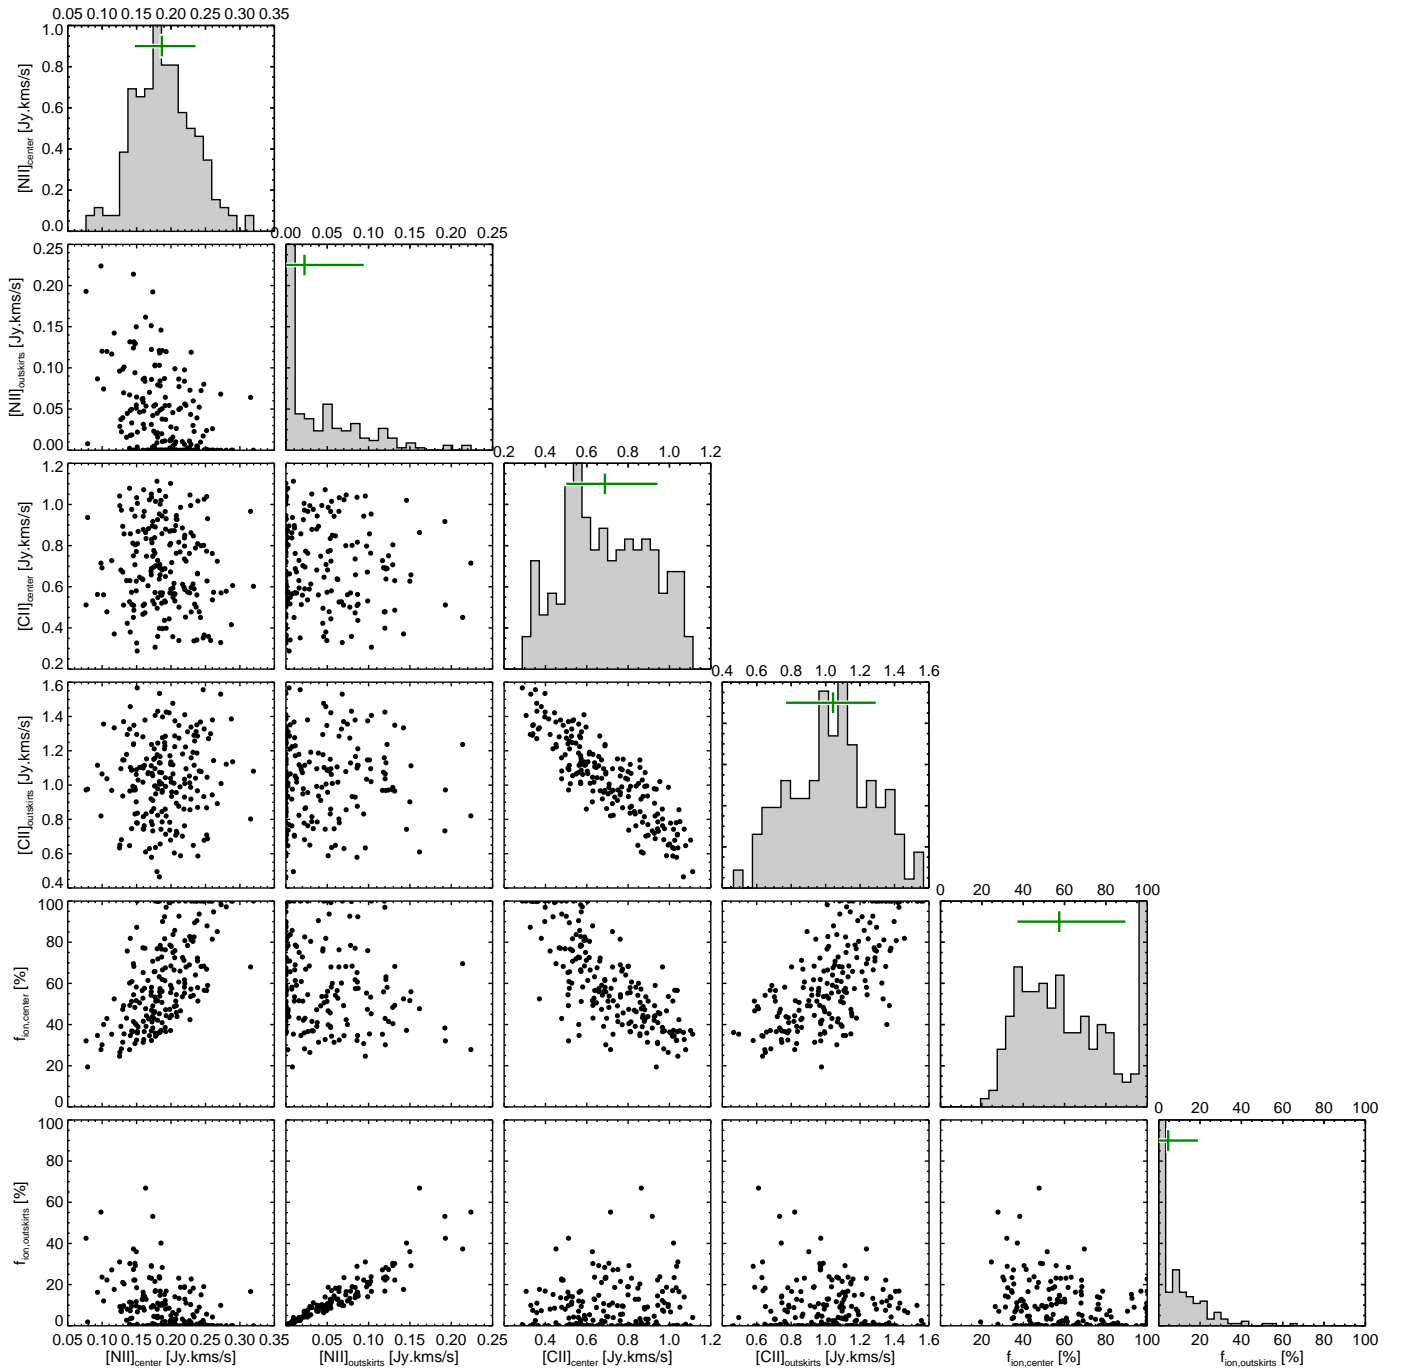 0.05 0.10 0.15 0.20 0.25 0.30 0.35
1.0
0.8
0.6
0.4
0.2
0.0
[NII]center [Jy.kms/s]
0.00 0.05 0.10 0.15 0.20 0.25
0.25
0.20
0.15
0.10
0.05
0.00
[NII]outskirts [Jy.kms/s]
0.2 0.4 0.6 0.8 1.0 1.2
1.2
1.0
0.8
0.6
0.4
0.2
[CII]center [Jy.kms/s]
0.4 0.6 0.8 1.0 1.2 1.4 1.6
1.6
1.4
1.2
1.0
0.8
0.6
0.4
[CII]outskirts [Jy.kms/s]
0 20 40 60 80 100
100
80
60
40
20
0
fion,center [%]
0 20 40 60 80 100
100
80
60
40
20
0
fion,outskirts [%]
0.05 0.10 0.15 0.20 0.25 0.30 0.35
0.05 0.10 0.15 0.20 0.25
0.4 0.6 0.8 1.0 1.2
0.6 0.8 1.0 1.2 1.4 1.6
20 40 60 80 100
20 40 60 80 100
[NII]center [Jy.kms/s]
[NII]outskirts [Jy.kms/s]
[CII]center [Jy.kms/s]
[CII]outskirts [Jy.kms/s]
fion,center [%]
fion,outskirts [%]